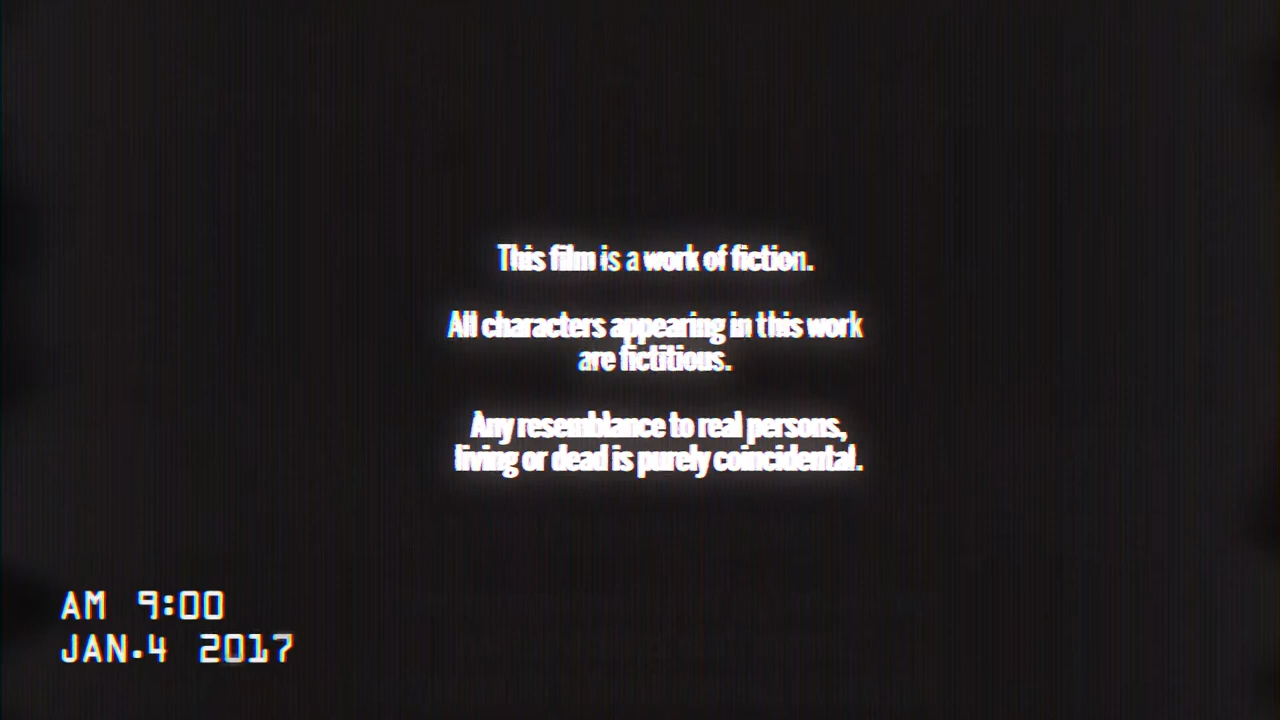 This film is a work of fiction.
All characters appearing in this work
are fictitious.
Any resemblance to real persons,
living or dead is purely coincidental.
AM 9:00
JAN.4 2017